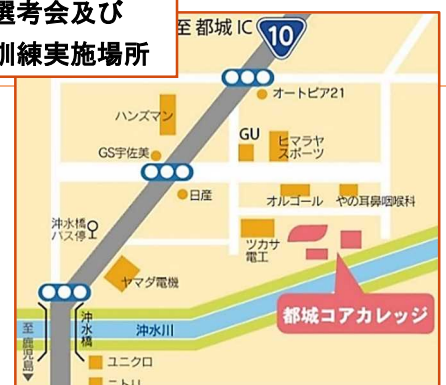 選考会及び
訓練実施場所
至 都城 IC
10
オートピア21
ハンズマン
GU
ヒマラヤ
スポーツ
GS宇佐美
日産
オルゴール
やの耳鼻咽喉科
沖水橋
バス停
ツカサ
電工
ヤマダ電機
都城コアカレッジ
至 鹿児島
沖水橋
沖水川
ユニクロ
ニトリ